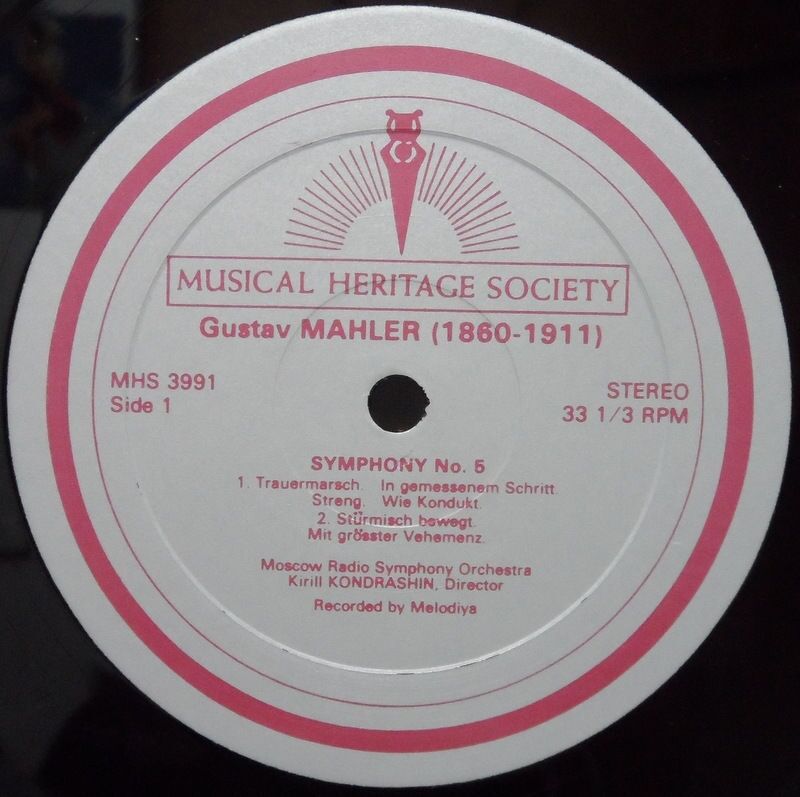 MUSICAL HERITAGE SOCIETY
Gustav MAHLER (1860-1911)
MHS 3991
Side 1
STEREO
33 1/3 RPM
SYMPHONY No. 5
1. Trauermarsch. In gemessenem Schritt.
Streng. Wie Kondukt.
2. Stürmisch bewegt.
Mit grösster Vehemenz.
Moscow Radio Symphony Orchestra
Kirill KONDRASHIN, Director
Recorded by Melodiya